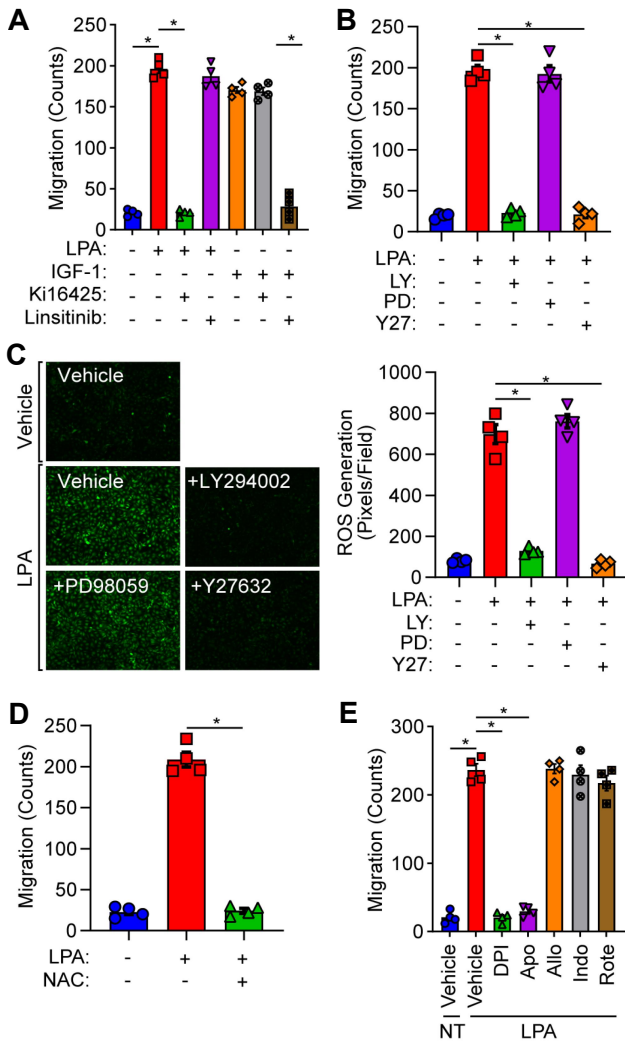 A
Migration (Counts)
250
200
150
100
50
0
* * *
LPA: - + + + - - -
IGF-1: - - - - + + +
Ki16425: - - + - - + -
Linsitinib: - - - + - - +
B
Migration (Counts)
250
200
150
100
50
0
*
*
LPA: - + + + +
LY: - - + - -
PD: - - - + -
Y27: - - - - +
C
Vehicle
Vehicle
LPA
Vehicle
+LY294002
+PD98059
+Y27632
ROS Generation
(Pixels/Field)
1000
800
600
400
200
0
*
*
LPA: - + + + +
LY: - - + - -
PD: - - - + -
Y27: - - - - +
D
Migration (Counts)
250
200
150
100
50
0
*
LPA: - + +
NAC: - - +
E
Migration (Counts)
300
200
100
0
*
* *
Vehicle
Vehicle
DPI
Apo
Allo
Indo
Rote
NT LPA